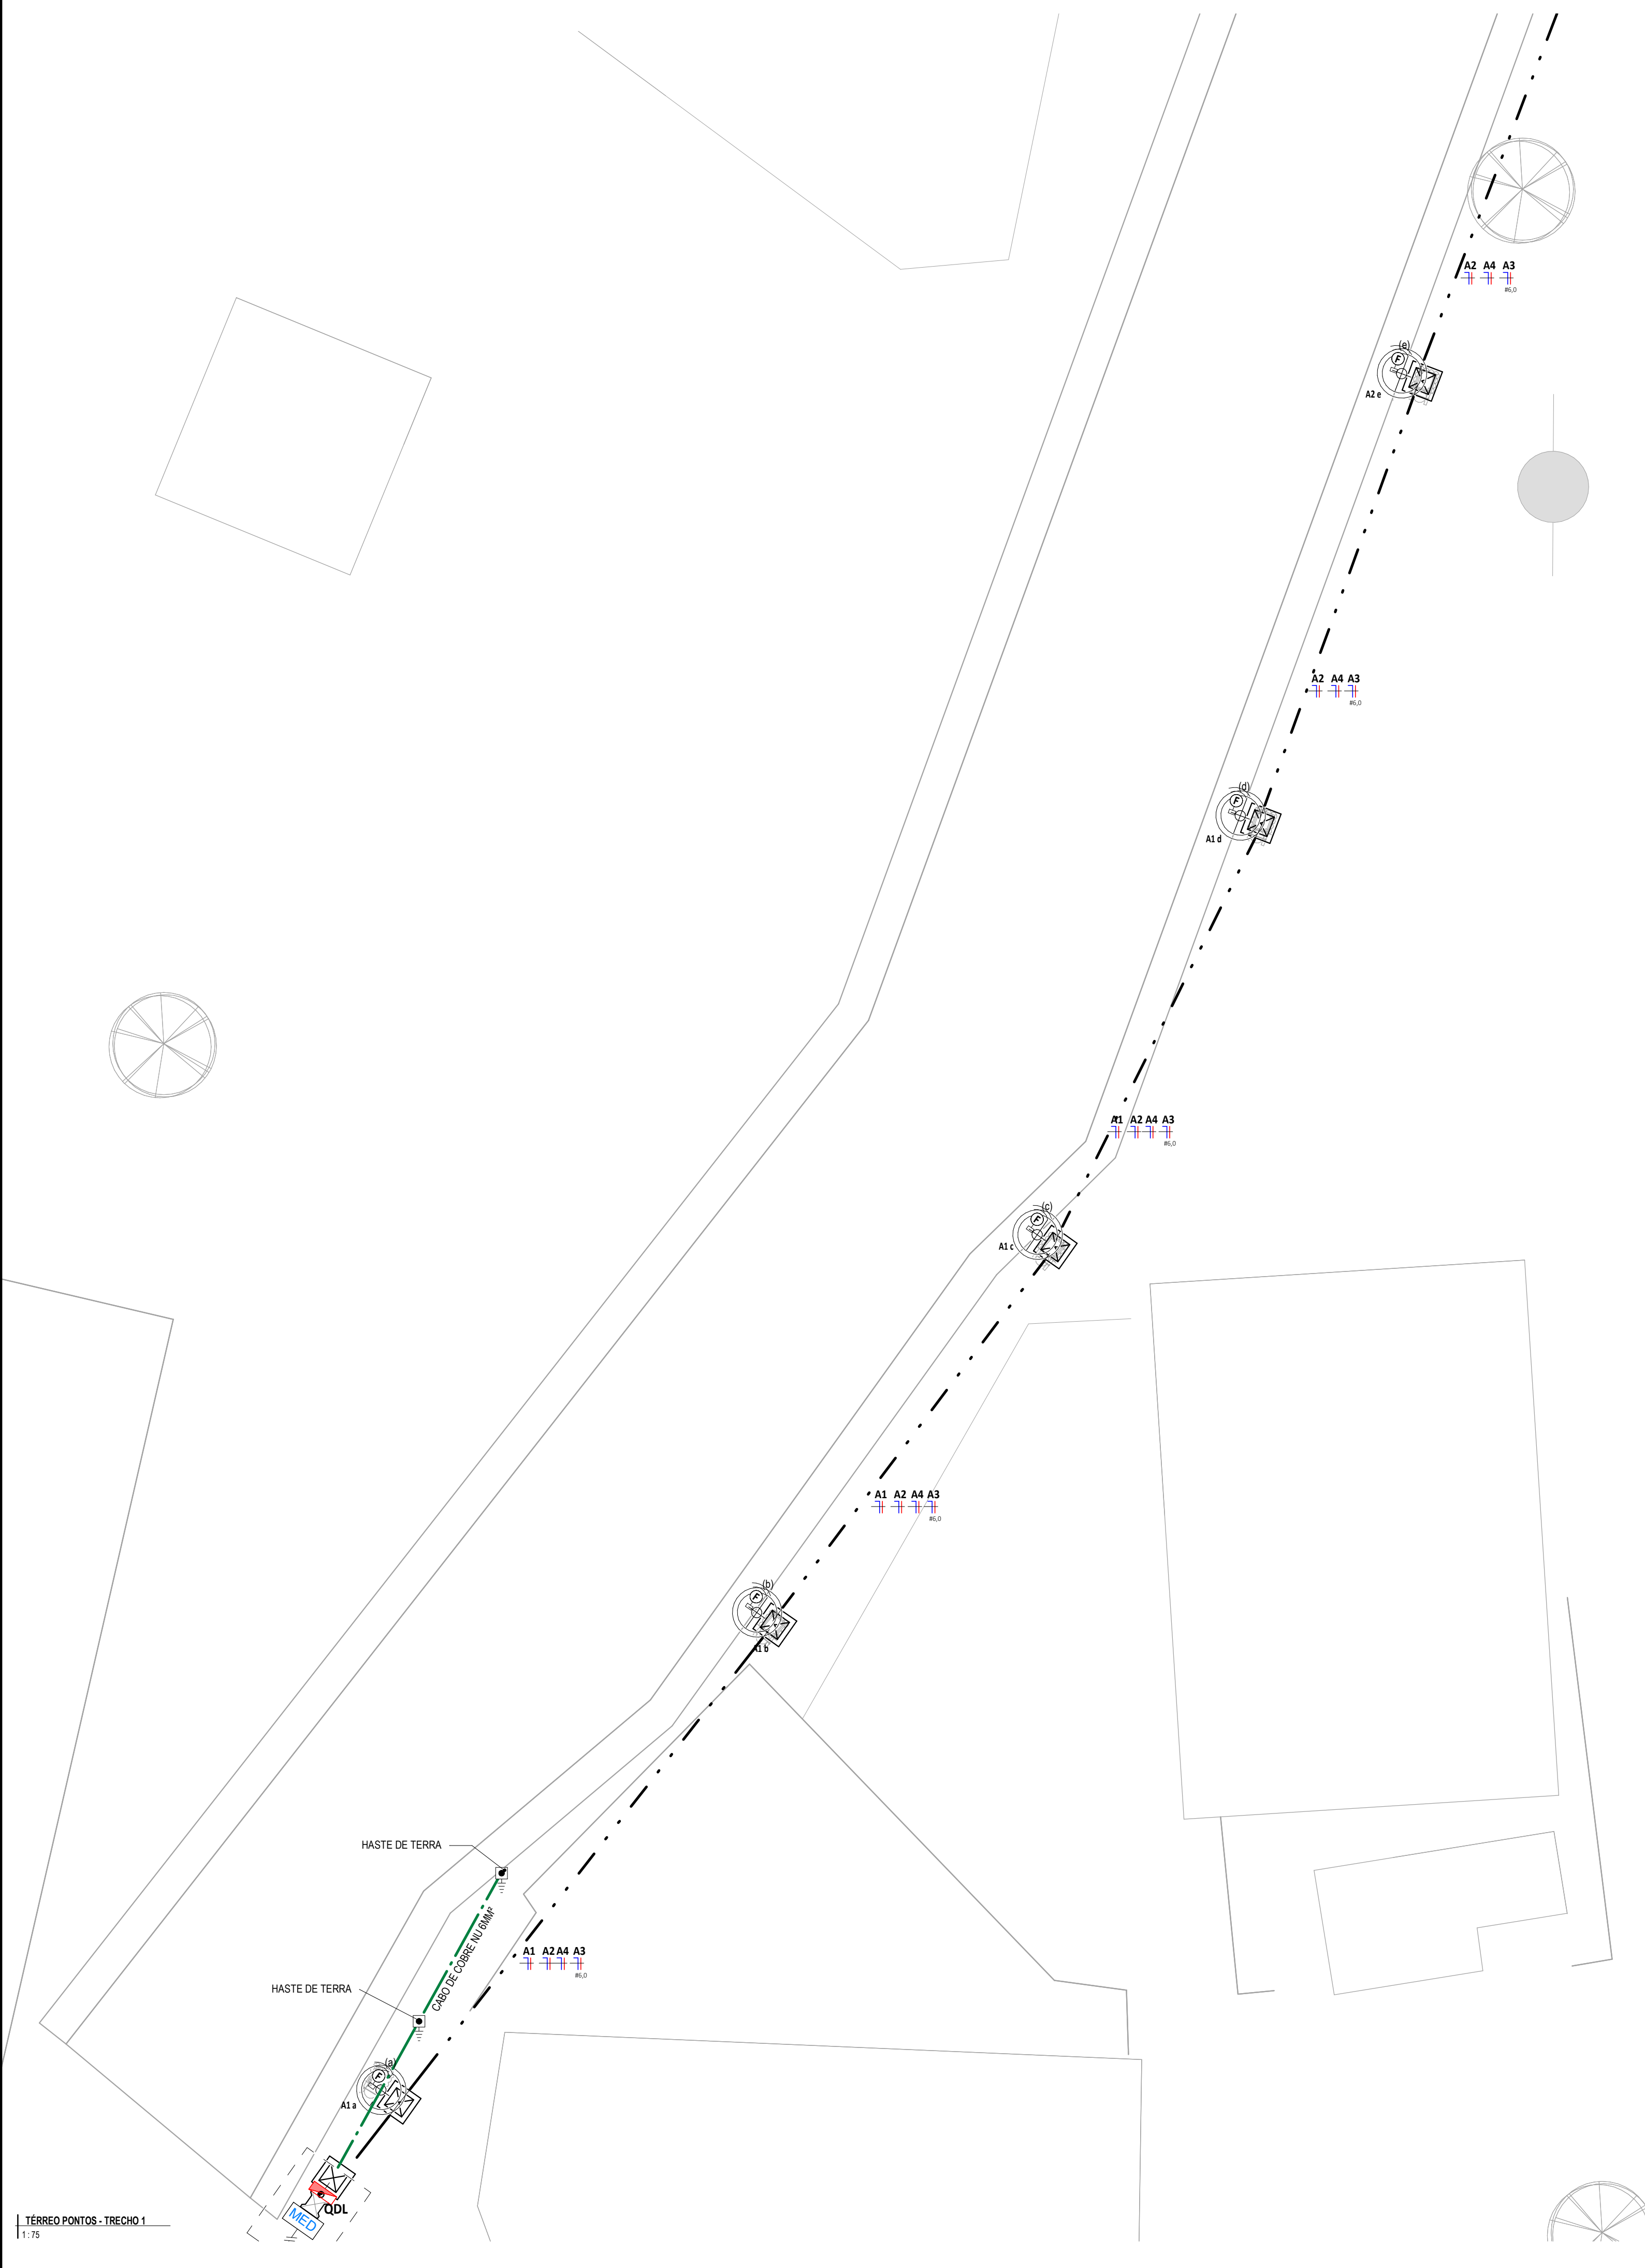 A2 A4 A3
#6,0
(e)
F
A2 e
A2 A4 A3
#6,0
(d)
F
A1 d
A1 A2 A4 A3
#6,0
(c)
F
A1 c
A1 A2 A4 A3
#6,0
(b)
F
A1 b
HASTE DE TERRA
CABO DE COBRE NU 6MM²
A1 A2 A4 A3
#6,0
HASTE DE TERRA
(a)
F
A1 a
QDL
MED
TÉRREO PONTOS - TRECHO 1
1 : 75